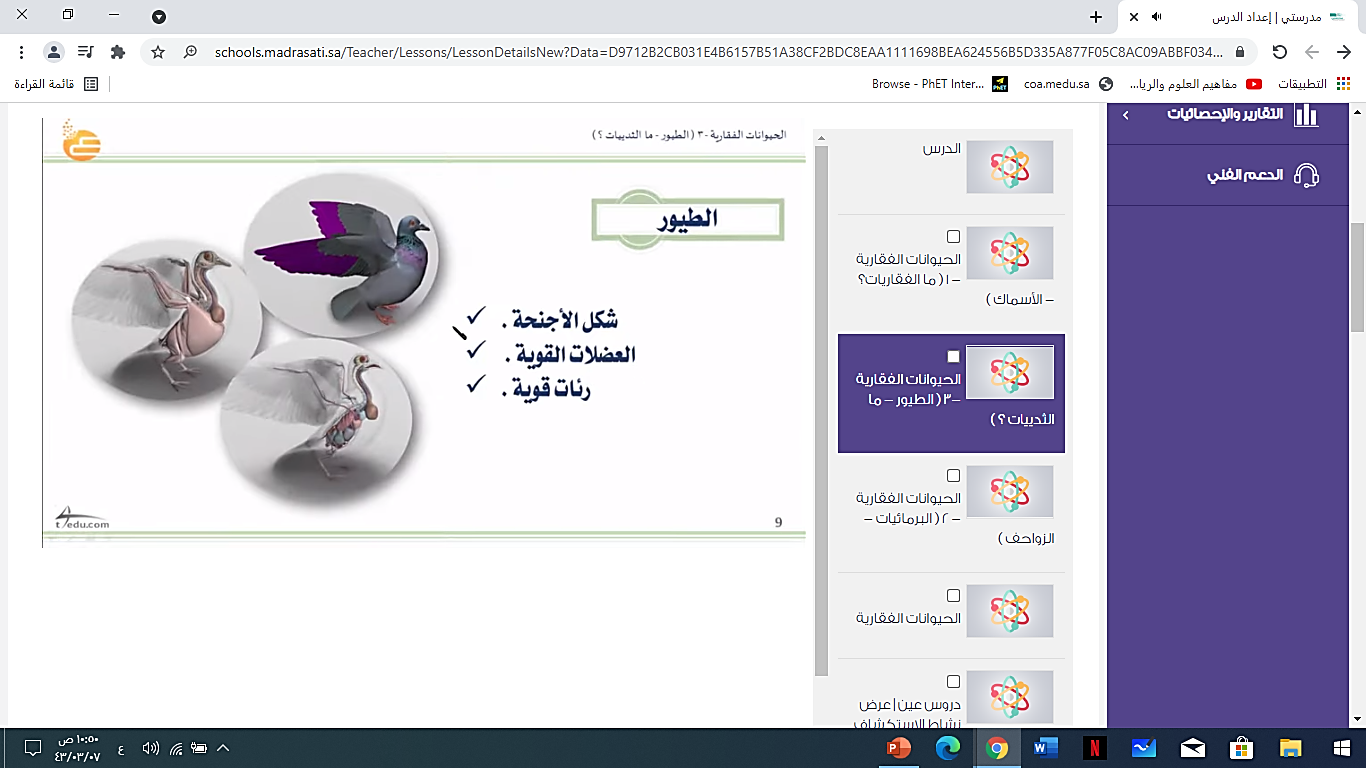 مدرستي | إعداد الدرس
schools.madrasati.sa/Teacher/Lessons/LessonDetailsNew?Data=D9712B2CB031E4B6157B51A38CF2BDC8EAA1111698BEA624556B5D335A877F05C8AC09ABBF034...
التطبيقات
مفاهيم العلوم والريا...
coa.medu.sa
Browse - PhET Inter...
قائمة القراءة
التقارير والإحصائيات
الدعم الفني
الدرس
الحيوانات الفقارية
– ١ ( ما الفقاريات؟
– الأسماك )
الحيوانات الفقارية
–٣ ( الطيور – ما
الثدييات ؟ )
الحيوانات الفقارية
– ٢ ( البرمائيات –
الزواحف )
الحيوانات الفقارية
دروس عين | عرض
نشاط الاستكشاف
الحيوانات الفقارية -٣ ( الطيور - ما الثدييات ؟ )
الطيور
شكل الأجنحة .
العضلات القوية .
رئات قوية .
t4edu.com
9
١٠:٥٠ ص
٤٣/٠٣/٠٧
ع